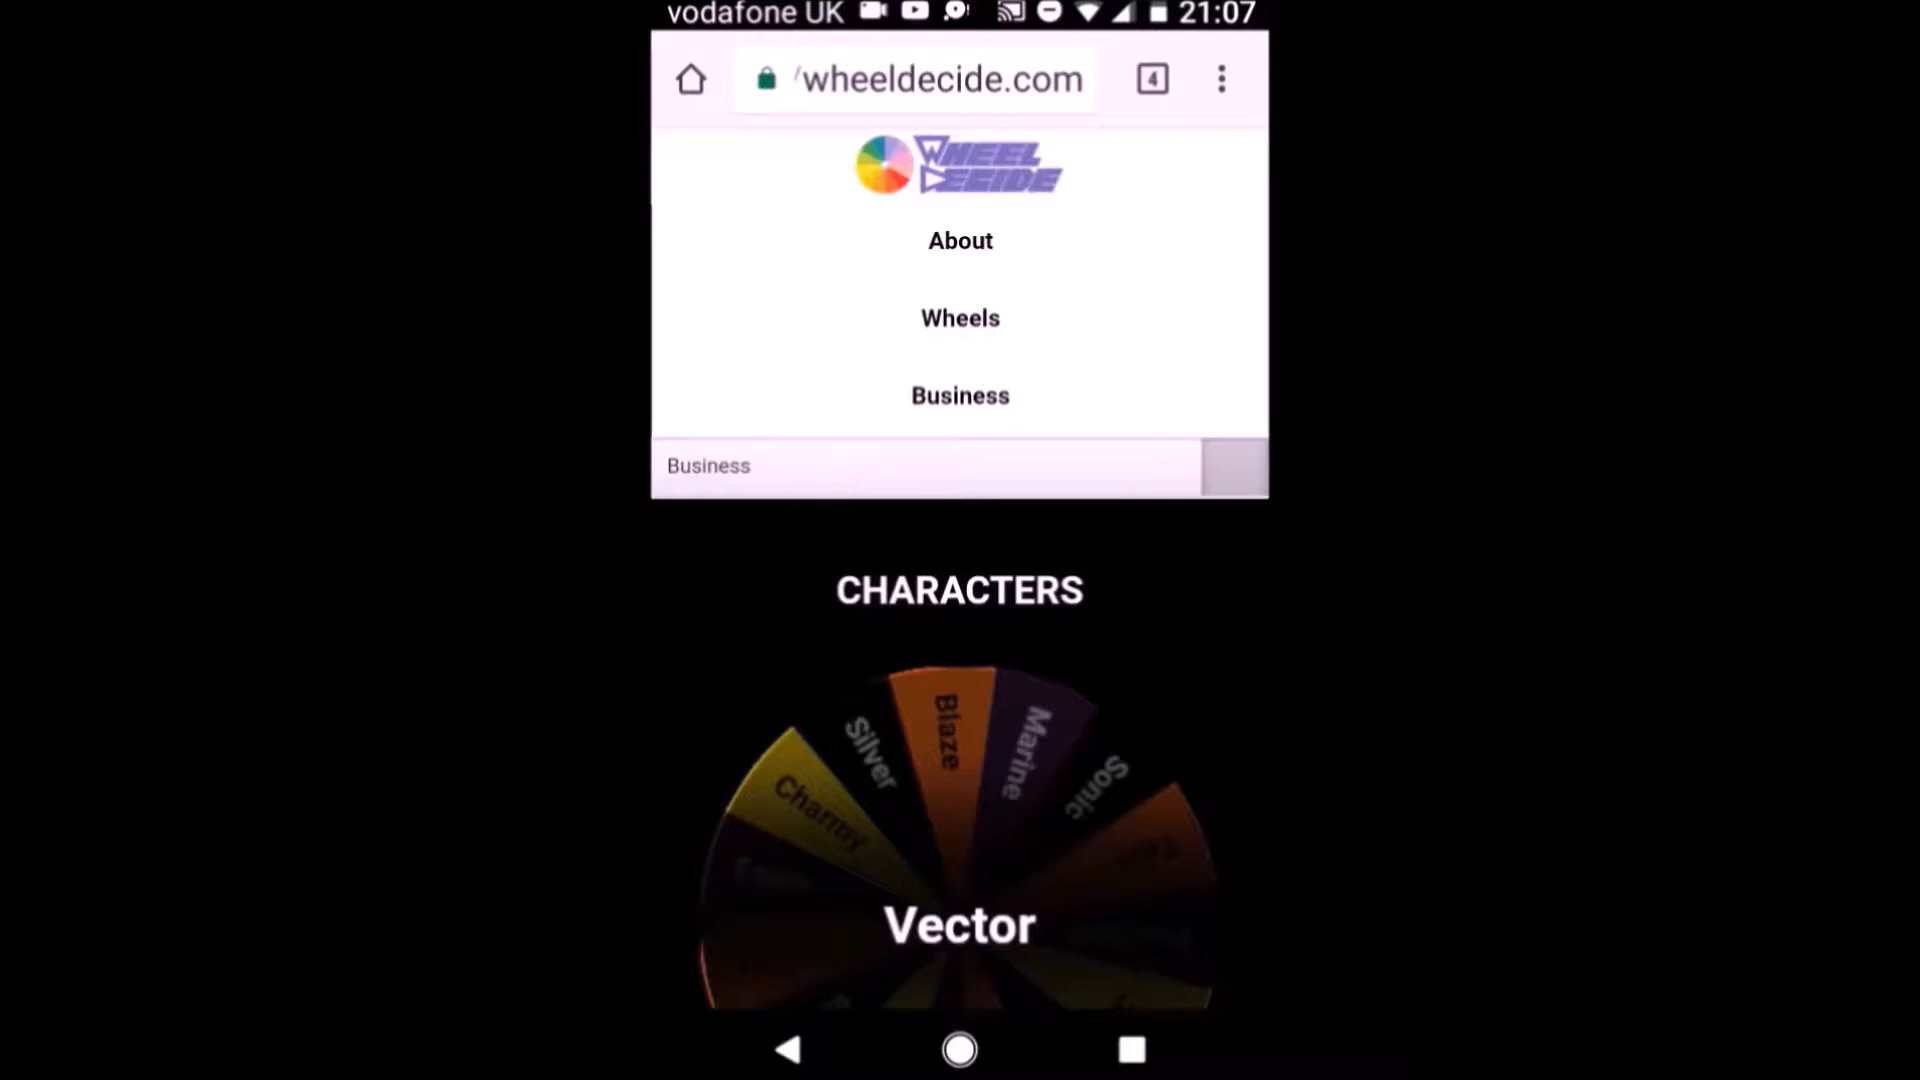 vodafone UK 21:07
/wheeldecide.com 4
WHEEL
DECIDE
About
Wheels
Business
Business
CHARACTERS
Blaze
Marine
Silver
Sonic
Charmy
Vector